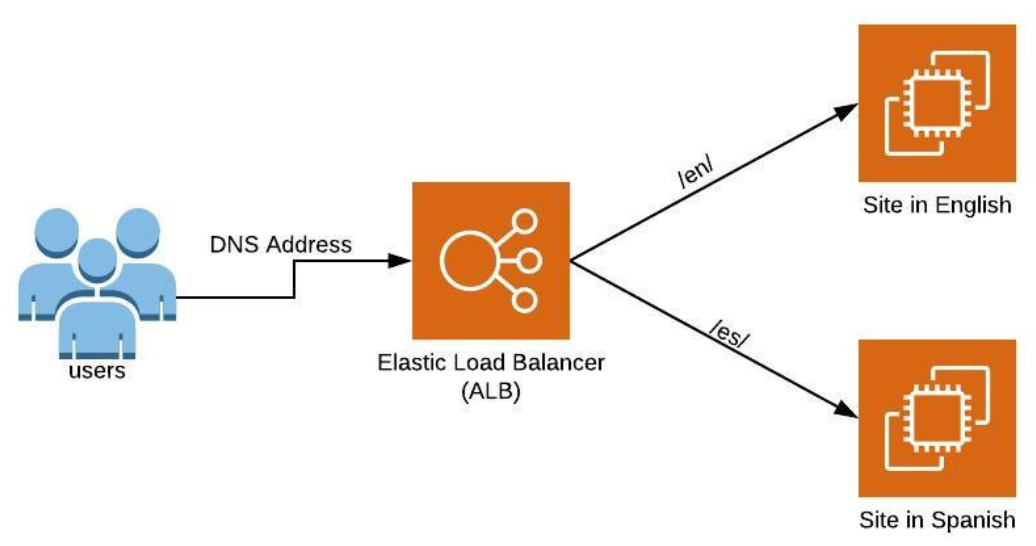 users
DNS Address
Elastic Load Balancer
(ALB)
/en/
Site in English
/es/
Site in Spanish